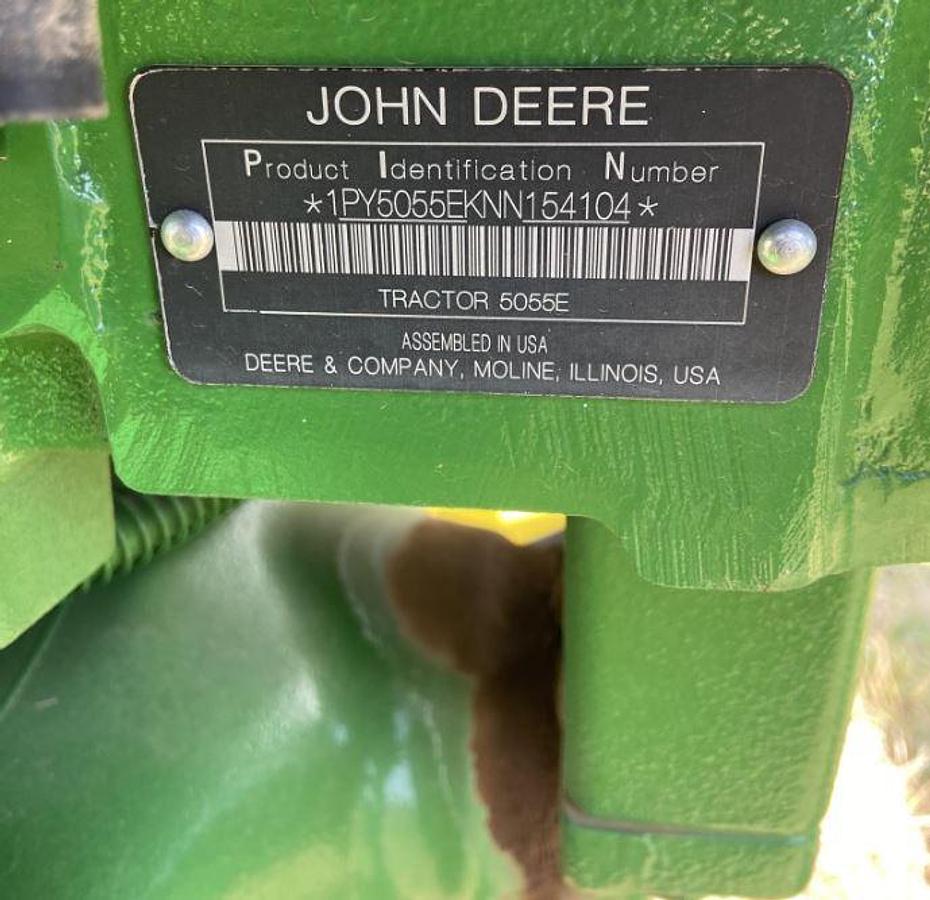 JOHN DEERE
Product Identification Number
*1PY5055EKNN154104*
TRACTOR 5055E
ASSEMBLED IN USA
DEERE & COMPANY, MOLINE, ILLINOIS, USA